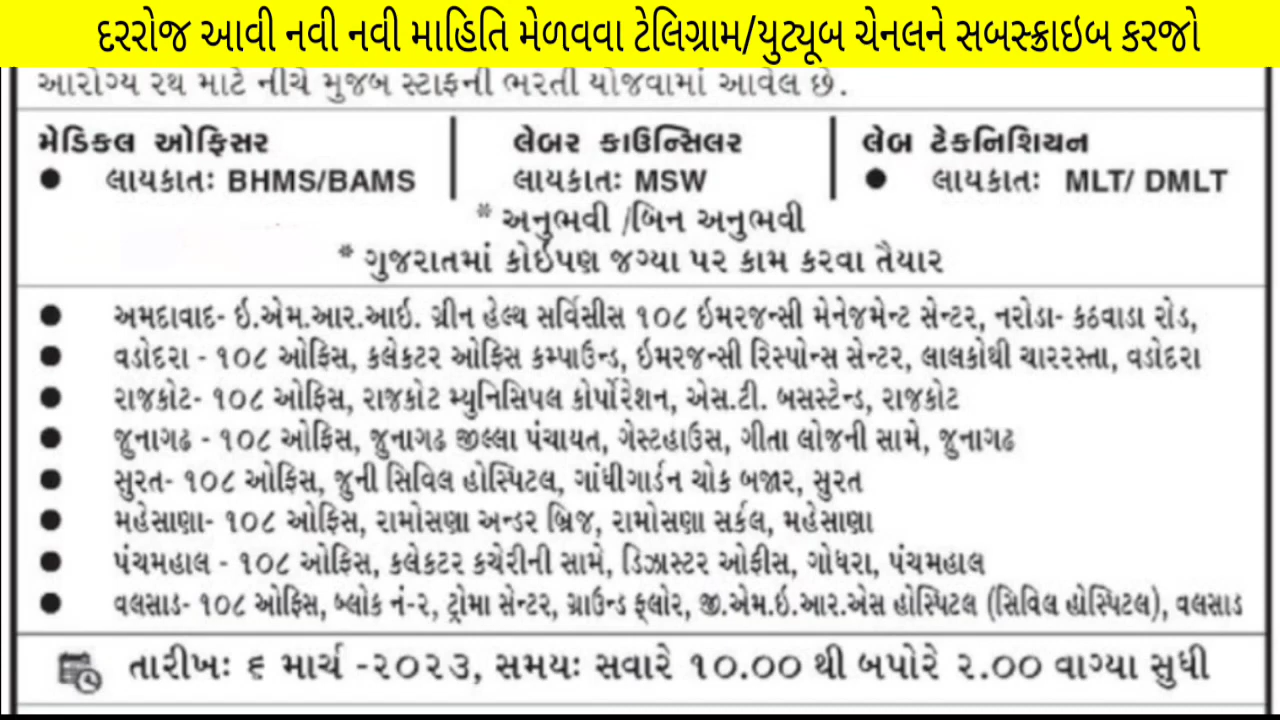 દરરોજ આવી નવી નવી માહિતિ મેળવવા ટેલિગ્રામ/યુટ્યૂબ ચેનલને સબસ્ક્રાઇબ કરજો
આરોગ્ય રથ માટે નીચે મુજબ સ્ટાફની ભરતી યોજવામાં આવેલ છે.
મેડિકલ ઓફિસર | લેબર કાઉન્સિલર | લેબ ટેકનિશિયન
● લાયકાતઃ BHMS/BAMS | લાયકાતઃ MSW | ● લાયકાતઃ MLT/ DMLT
* અનુભવી /બિન અનુભવી
* ગુજરાતમાં કોઈપણ જગ્યા પર કામ કરવા તૈયાર
● અમદાવાદ- ઇ.એમ.આર.આઇ. ગ્રીન હેલ્થ સર્વિસીસ ૧૦૮ ઇમરજન્સી મેનેજમેન્ટ સેન્ટર, નરોડા- કઠવાડા રોડ,
● વડોદરા - ૧૦૮ ઓફિસ, કલેકટર ઓફિસ કમ્પાઉન્ડ, ઇમરજન્સી રિસ્પોન્સ સેન્ટર, લાલકોથી ચારરસ્તા, વડોદરા
● રાજકોટ- ૧૦૮ ઓફિસ, રાજકોટ મ્યુનિસિપલ કોર્પોરેશન, એસ.ટી. બસસ્ટેન્ડ, રાજકોટ
● જુનાગઢ - ૧૦૮ ઓફિસ, જુનાગઢ જીલ્લા પંચાયત, ગેસ્ટહાઉસ, ગીતા લોજની સામે, જુનાગઢ
● સુરત- ૧૦૮ ઓફિસ, જુની સિવિલ હોસ્પિટલ, ગાંધીગાર્ડન ચોક બજાર, સુરત
● મહેસાણા- ૧૦૮ ઓફિસ, રામોસણા અન્ડર બ્રિજ, રામોસણા સર્કલ, મહેસાણા
● પંચમહાલ - ૧૦૮ ઓફિસ, કલેકટર કચેરીની સામે, ડિઝાસ્ટર ઓફીસ, ગોધરા, પંચમહાલ
● વલસાડ- ૧૦૮ ઓફિસ, બ્લોક નં-૨, ટ્રોમા સેન્ટર, ગ્રાઉન્ડ ફ્લોર, જી.એમ.ઇ.આર.એસ હોસ્પિટલ (સિવિલ હોસ્પિટલ), વલસાડ
તારીખઃ ૬ માર્ચ -૨૦૨૩, સમયઃ સવારે ૧૦.૦૦ થી બપોરે ૨.૦૦ વાગ્યા સુધી